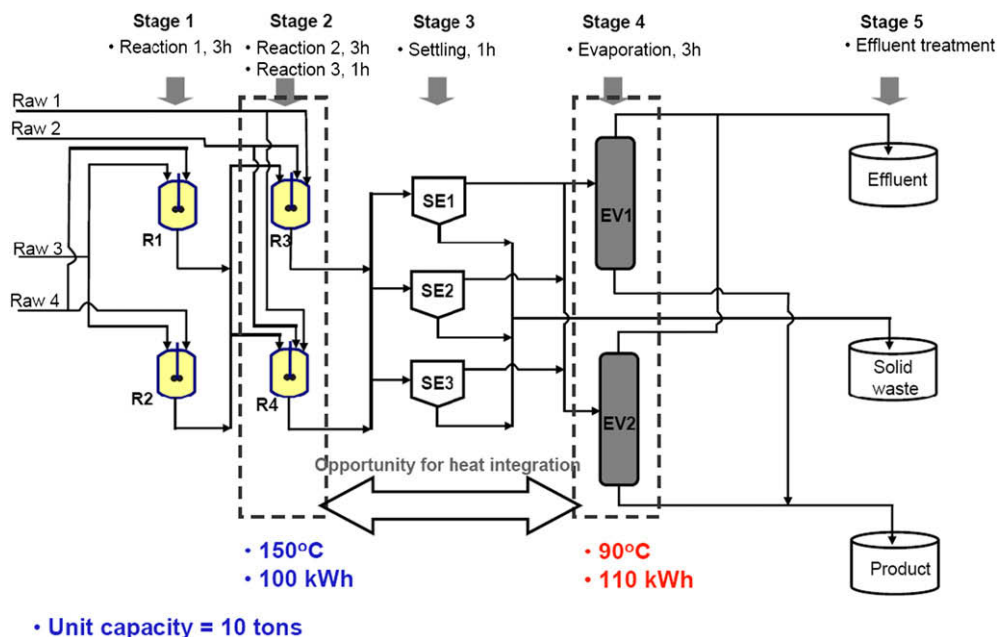 Stage 1
• Reaction 1, 3h
Stage 2
• Reaction 2, 3h
• Reaction 3, 1h
Stage 3
• Settling, 1h
Stage 4
• Evaporation, 3h
Stage 5
• Effluent treatment
Raw 1
Raw 2
Raw 3
Raw 4
R1
R2
R3
R4
SE1
SE2
SE3
EV1
EV2
Effluent
Solid
waste
Product
Opportunity for heat integration
• 150°C
• 100 kWh
• 90°C
• 110 kWh
• Unit capacity = 10 tons